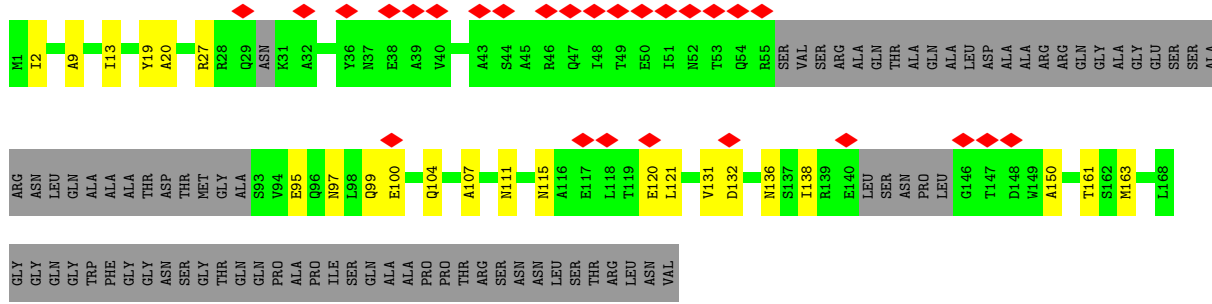 M1 I2 A9 I13 Y19 A20 R27 R28 Q29 ASN K31 A32 Y36 N37 E38 A39 V40 A43 S44 A45 R46 Q47 I48 T49 E50 I51 N52 T53 Q54 R55 SER VAL SER ARG ALA GLN THR ALA GLN ALA LEU ASP ALA ALA ARG ARG GLN GLY ALA GLY GLU SER SER ALA
ARG ASN LEU GLN ALA ALA ALA THR ASP THR MET GLY ALA S93 V94 E95 Q96 N97 L98 Q99 E100 Q104 A107 N111 N115 A116 E117 L118 T119 E120 L121 V131 D132 N136 S137 I138 R139 E140 LEU SER ASN PRO LEU G146 T147 D148 W149 A150 T161 S162 M163 L168
GLY GLY GLN GLY TRP PHE GLY GLY ASN SER GLY THR GLN GLN PRO ALA PRO ILE SER GLN ALA ALA PRO PRO THR ARG SER ASN ASN LEU SER THR ARG LEU ASN VAL